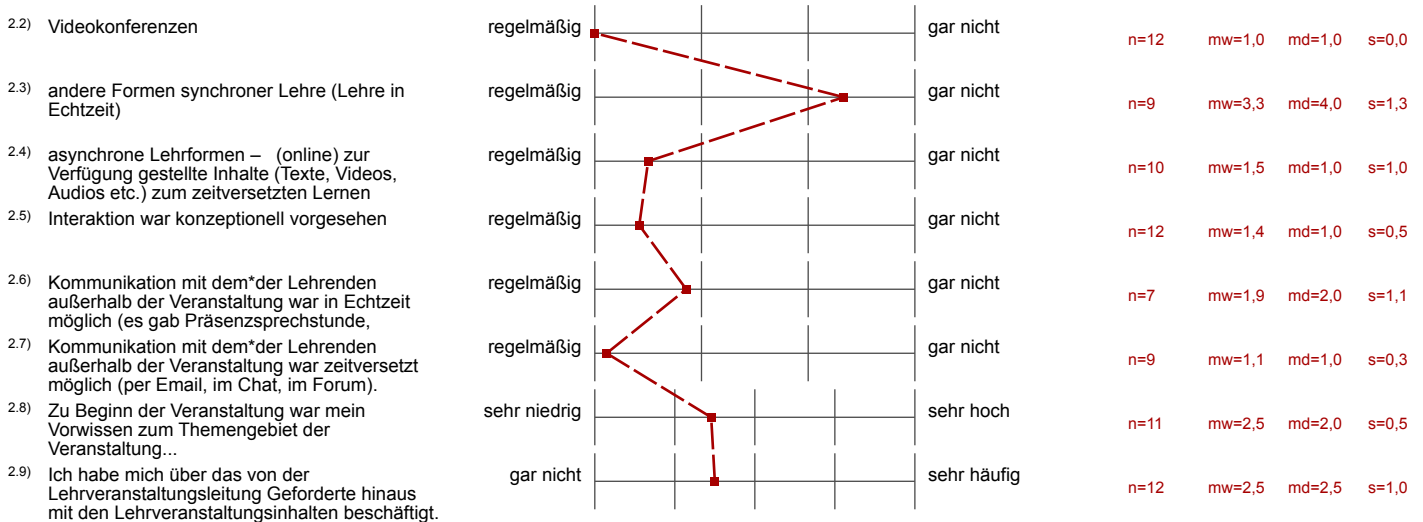 2.2) Videokonferenzen regelmäßig gar nicht n=12 mw=1,0 md=1,0 s=0,0
2.3) andere Formen synchroner Lehre (Lehre in
Echtzeit) regelmäßig gar nicht n=9 mw=3,3 md=4,0 s=1,3
2.4) asynchrone Lehrformen – (online) zur
Verfügung gestellte Inhalte (Texte, Videos,
Audios etc.) zum zeitversetzten Lernen regelmäßig gar nicht n=10 mw=1,5 md=1,0 s=1,0
2.5) Interaktion war konzeptionell vorgesehen regelmäßig gar nicht n=12 mw=1,4 md=1,0 s=0,5
2.6) Kommunikation mit dem*der Lehrenden
außerhalb der Veranstaltung war in Echtzeit
möglich (es gab Präsenzsprechstunde, regelmäßig gar nicht n=7 mw=1,9 md=2,0 s=1,1
2.7) Kommunikation mit dem*der Lehrenden
außerhalb der Veranstaltung war zeitversetzt
möglich (per Email, im Chat, im Forum). regelmäßig gar nicht n=9 mw=1,1 md=1,0 s=0,3
2.8) Zu Beginn der Veranstaltung war mein
Vorwissen zum Themengebiet der
Veranstaltung... sehr niedrig sehr hoch n=11 mw=2,5 md=2,0 s=0,5
2.9) Ich habe mich über das von der
Lehrveranstaltungsleitung Geforderte hinaus
mit den Lehrveranstaltungsinhalten beschäftigt. gar nicht sehr häufig n=12 mw=2,5 md=2,5 s=1,0